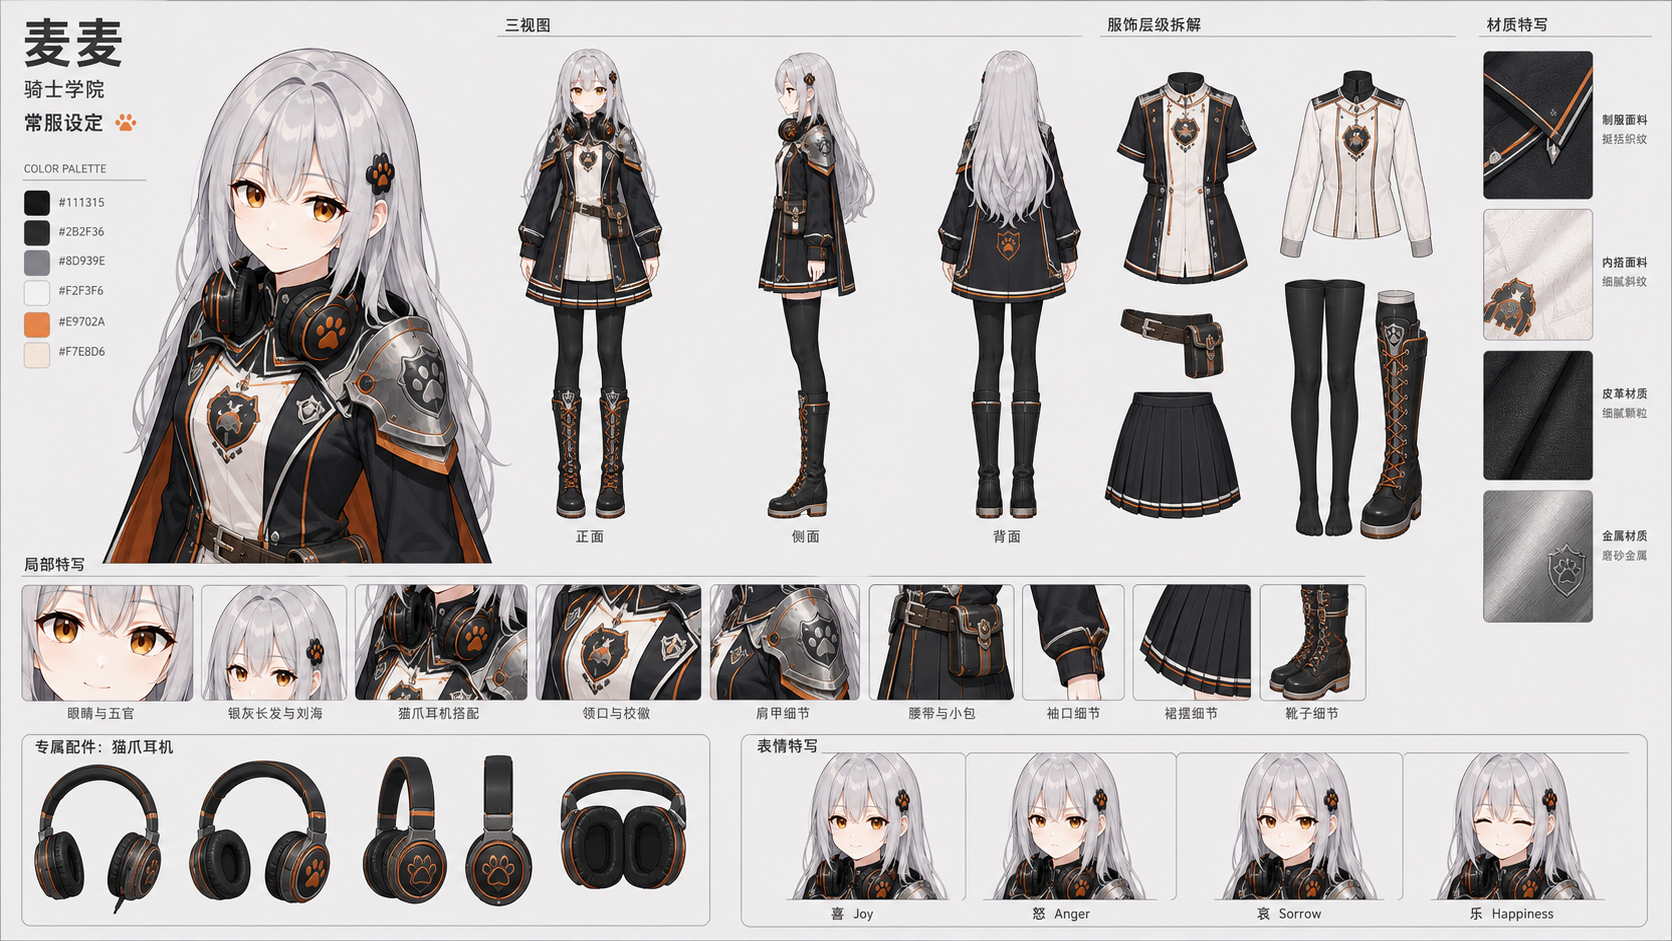 麦麦
骑士学院
常服设定
COLOR PALETTE
#111315
#2B2F36
#8D939E
#F2F3F6
#E9702A
#F7E8D6
三视图
正面
侧面
背面
服饰层级拆解
材质特写
制服面料
挺括织纹
内搭面料
细腻斜纹
皮革材质
细腻颗粒
金属材质
磨砂金属
局部特写
眼睛与五官
银灰长发与刘海
猫爪耳机搭配
领口与校徽
肩甲细节
腰带与小包
袖口细节
裙摆细节
靴子细节
专属配件：猫爪耳机
表情特写
喜 Joy
怒 Anger
哀 Sorrow
乐 Happiness